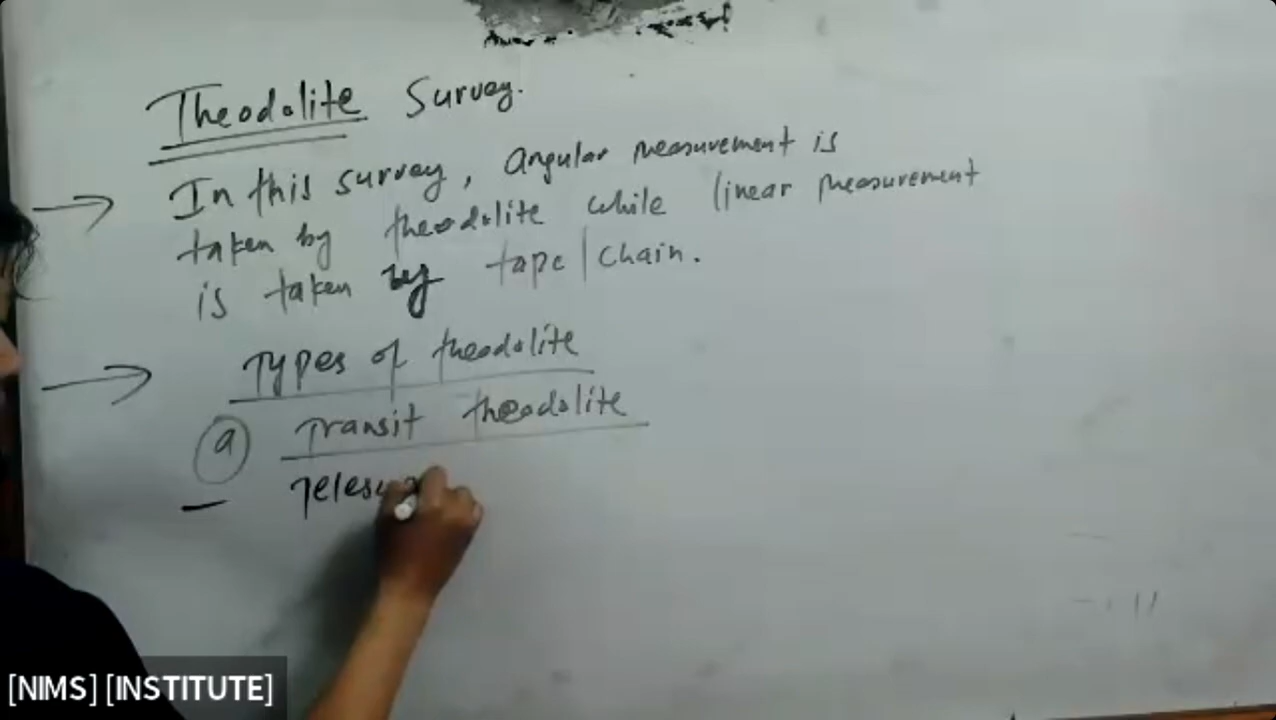 Theodolite Survey.
In this survey, angular measurement is
taken by theodolite while linear measurement
is taken by tape | chain.
Types of theodolite
a Transit theodolite
[NIMS] [INSTITUTE]